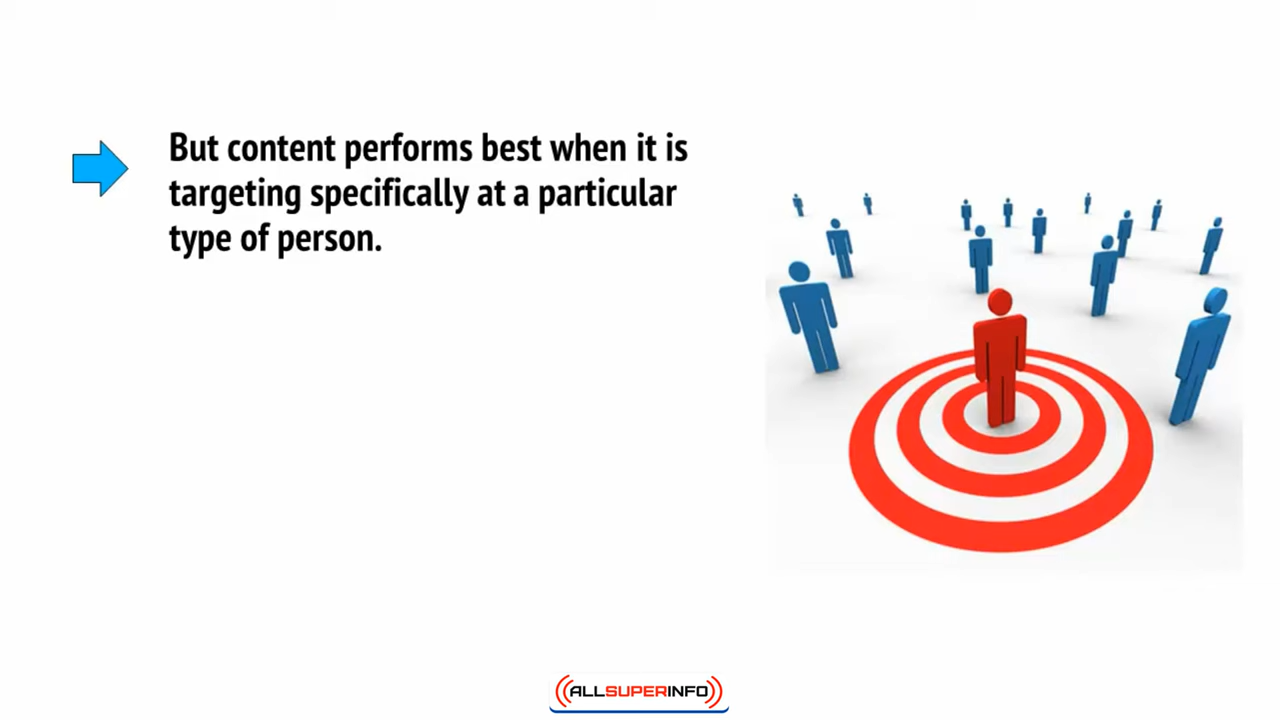 But content performs best when it is
targeting specifically at a particular
type of person.
ALLSUPERINFO